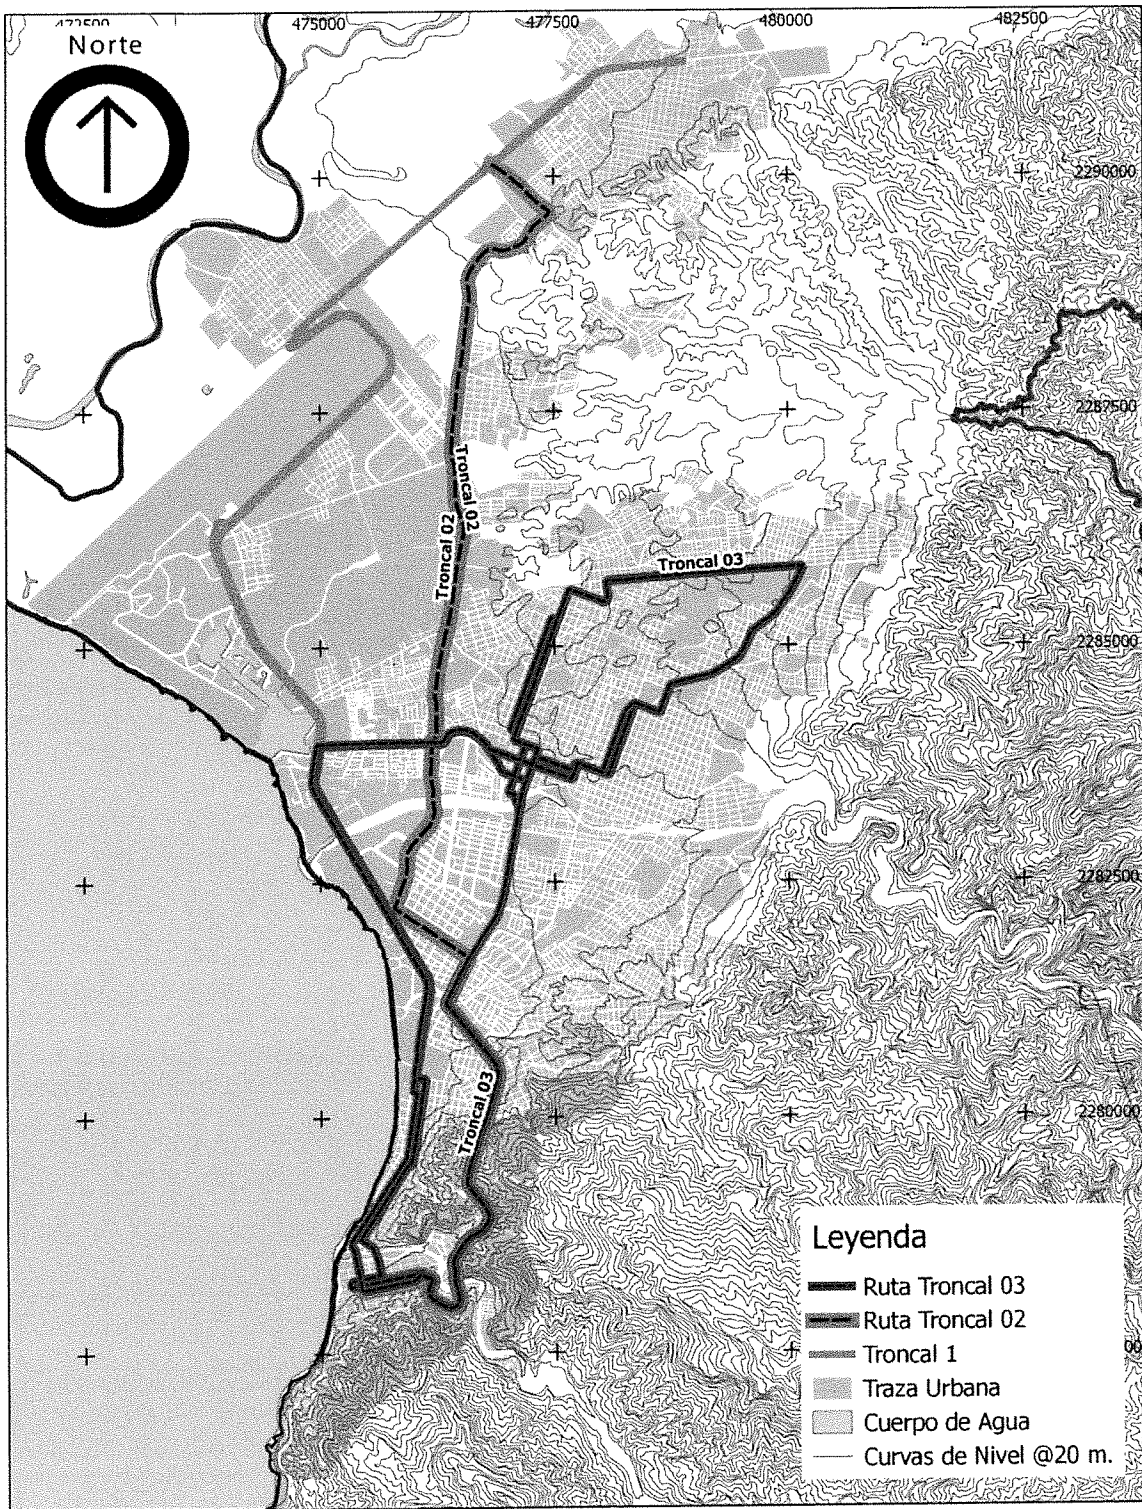 472500 475000 477500 480000 482500
Norte
2290000
2287500
Troncal 02
Troncal 02
Troncal 03
2285000
2282500
Troncal 03
2280000
Leyenda
Ruta Troncal 03
Ruta Troncal 02
Troncal 1
Traza Urbana
Cuerpo de Agua
Curvas de Nivel @20 m.